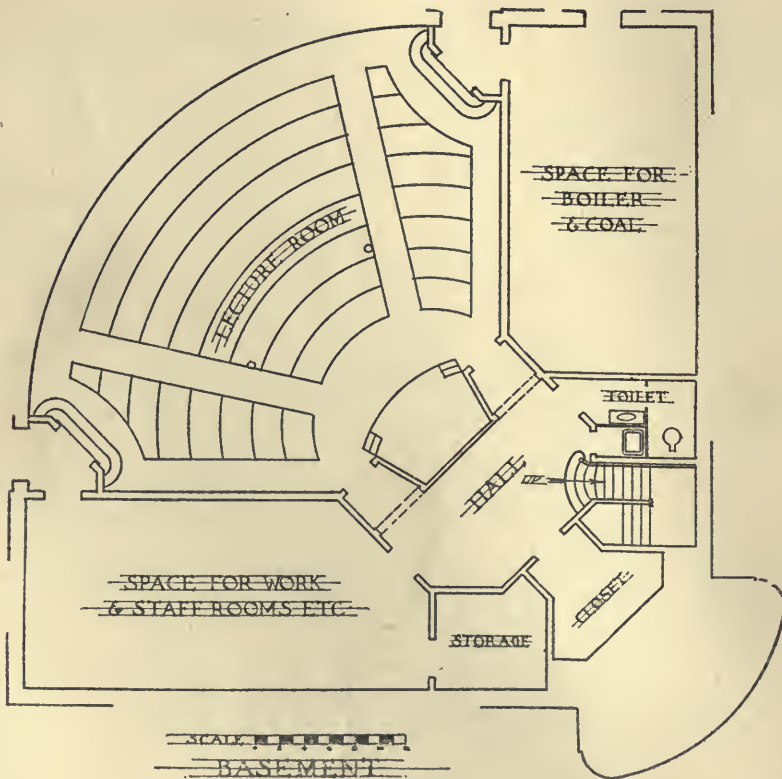 SPACE FOR
BOILER
& COAL
LECTURE ROOM
TOILET
HALL
UP
SPACE FOR WORK
& STAFF ROOMS ETC
CLOSET
STORAGE
SCALE
BASEMENT